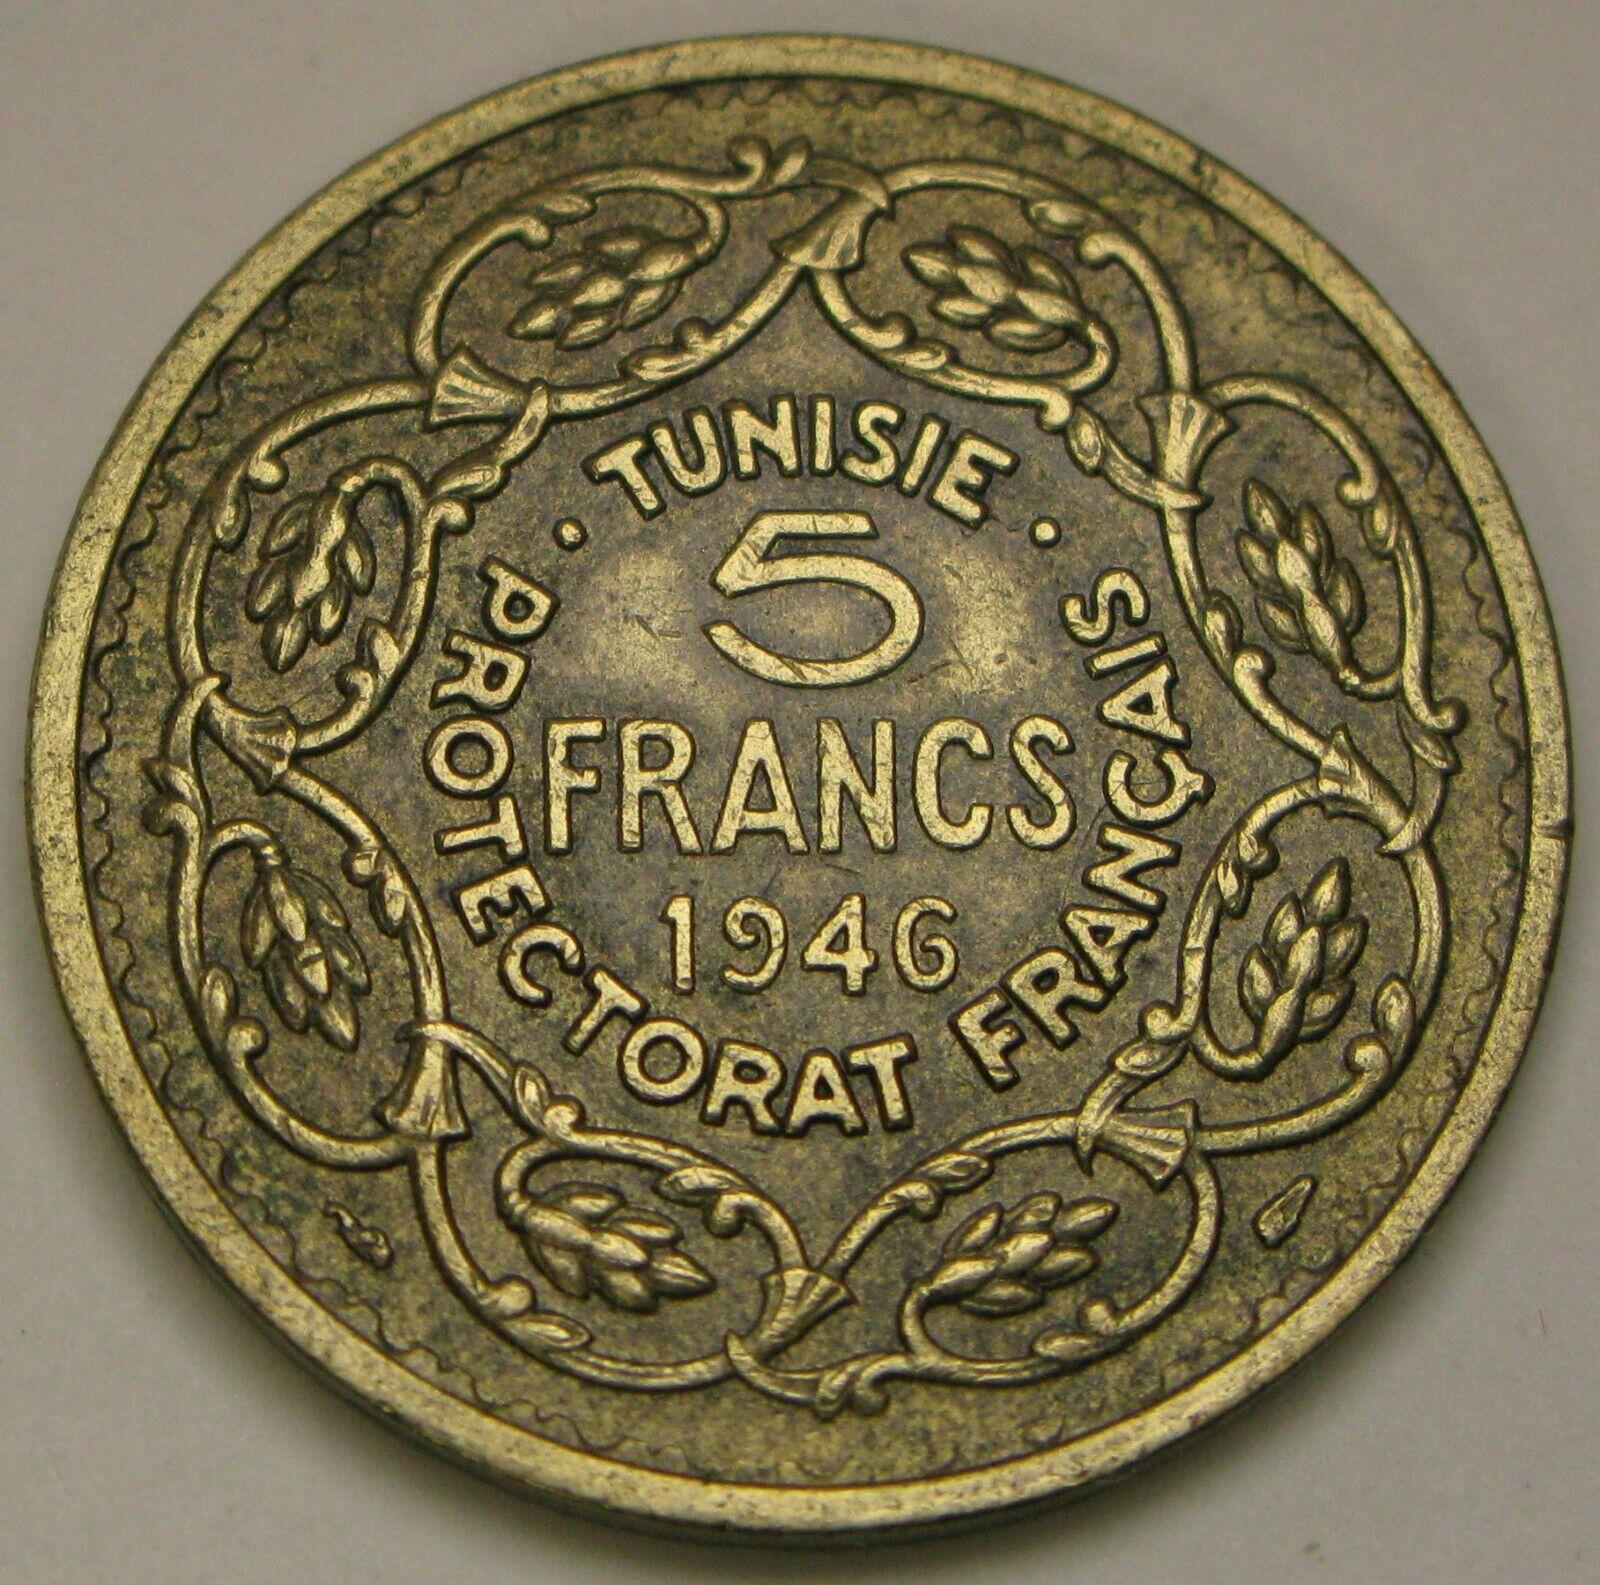 · TUNISIE ·
5
FRANCS
1946
PROTECTORAT FRANÇAIS